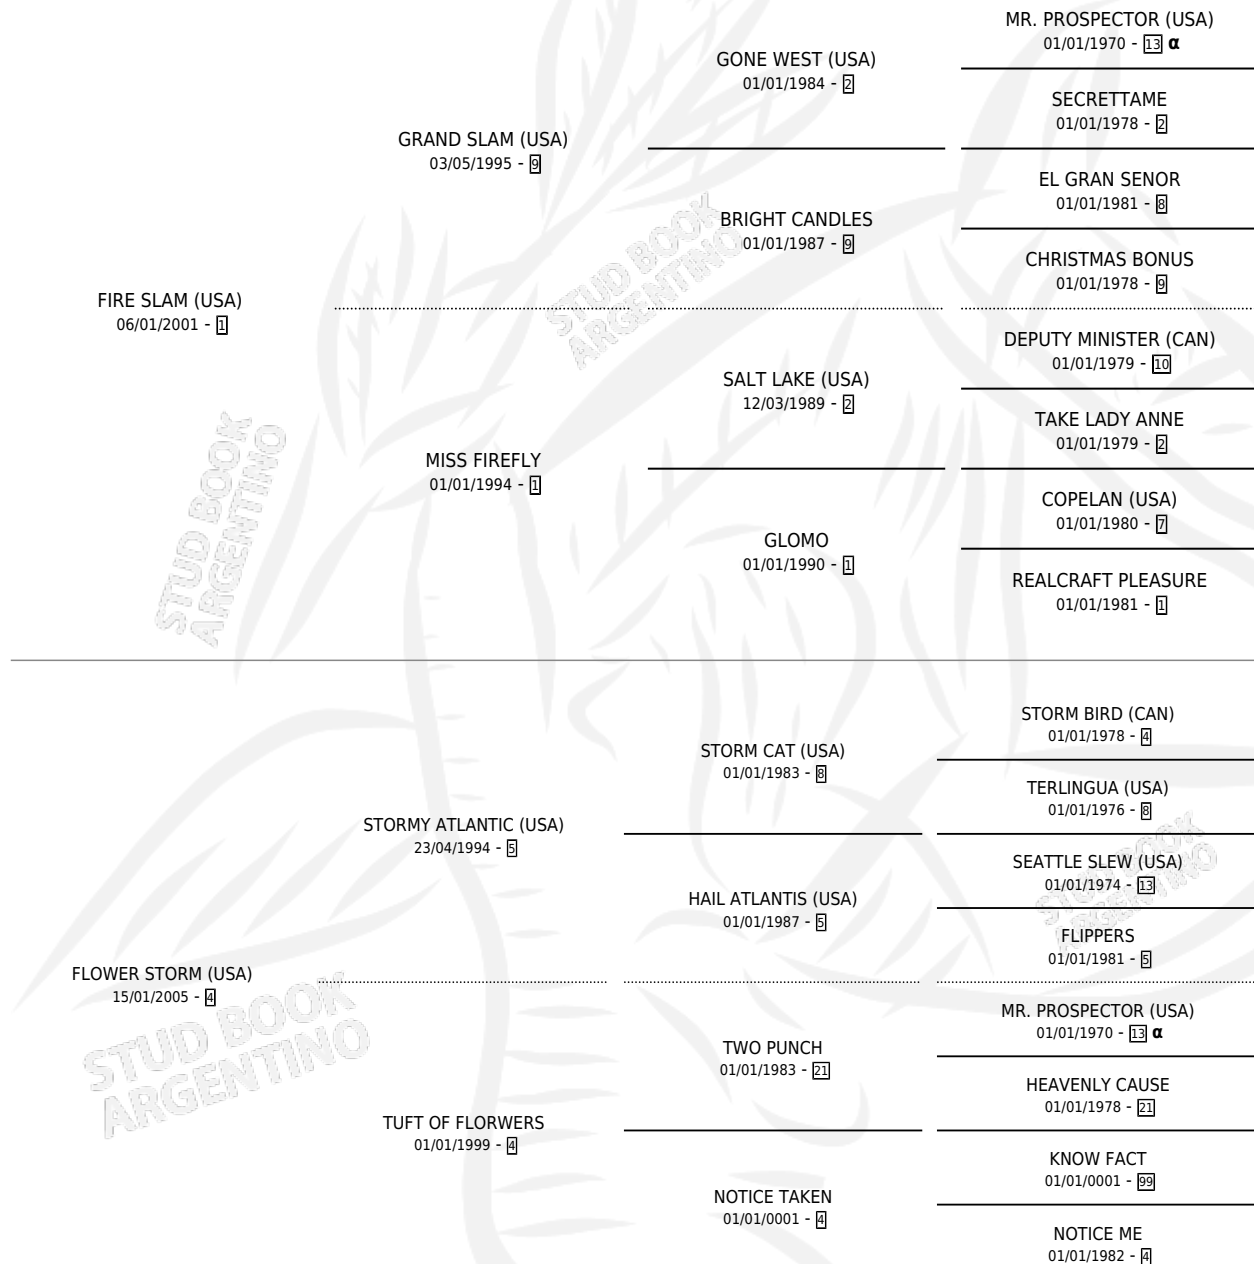 MR. PROSPECTOR (USA)
01/01/1970 - 13 α
GONE WEST (USA)
01/01/1984 - 2
SECRETTAME
01/01/1978 - 2
GRAND SLAM (USA)
03/05/1995 - 9
EL GRAN SENOR
01/01/1981 - 8
BRIGHT CANDLES
01/01/1987 - 9
CHRISTMAS BONUS
01/01/1978 - 9
FIRE SLAM (USA)
06/01/2001 - 1
DEPUTY MINISTER (CAN)
01/01/1979 - 10
SALT LAKE (USA)
12/03/1989 - 2
TAKE LADY ANNE
01/01/1979 - 2
MISS FIREFLY
01/01/1994 - 1
COPELAN (USA)
01/01/1980 - 7
GLOMO
01/01/1990 - 1
REALCRAFT PLEASURE
01/01/1981 - 1
STUD BOOK
ARGENTINO
STUD BOOK
ARGENTINO
STORM BIRD (CAN)
01/01/1978 - 4
STORM CAT (USA)
01/01/1983 - 8
TERLINGUA (USA)
01/01/1976 - 8
STORMY ATLANTIC (USA)
23/04/1994 - 5
SEATTLE SLEW (USA)
01/01/1974 - 13
HAIL ATLANTIS (USA)
01/01/1987 - 5
FLIPPERS
01/01/1981 - 5
FLOWER STORM (USA)
15/01/2005 - 4
MR. PROSPECTOR (USA)
01/01/1970 - 13 α
TWO PUNCH
01/01/1983 - 21
HEAVENLY CAUSE
01/01/1978 - 21
TUFT OF FLORWERS
01/01/1999 - 4
KNOW FACT
01/01/0001 - 99
NOTICE TAKEN
01/01/0001 - 4
NOTICE ME
01/01/1982 - 4
STUD BOOK
ARGENTINO
STUD BOOK
ARGENTINO